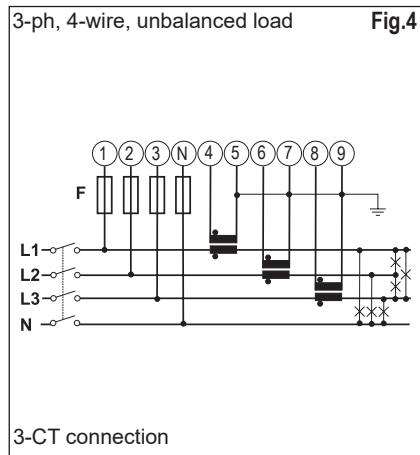 3-ph, 4-wire, unbalanced load Fig.4
1 2 3 N 4 5 6 7 8 9
F
L1
L2
L3
N
3-CT connection